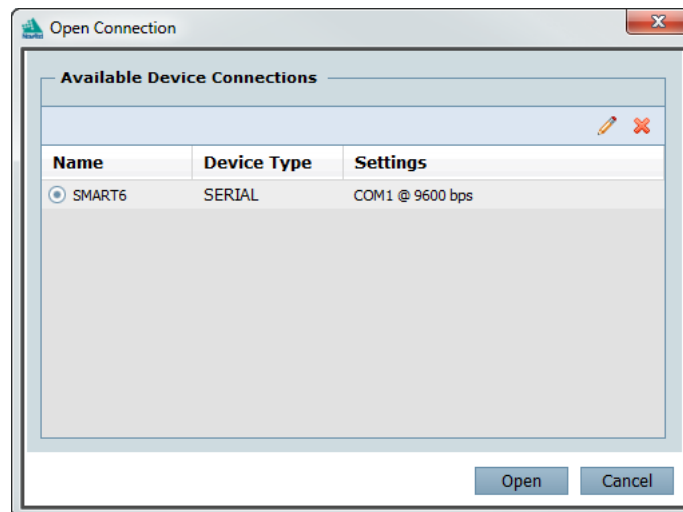 Open Connection
Available Device Connections
Name Device Type Settings
SMART6 SERIAL COM1 @ 9600 bps
Open Cancel